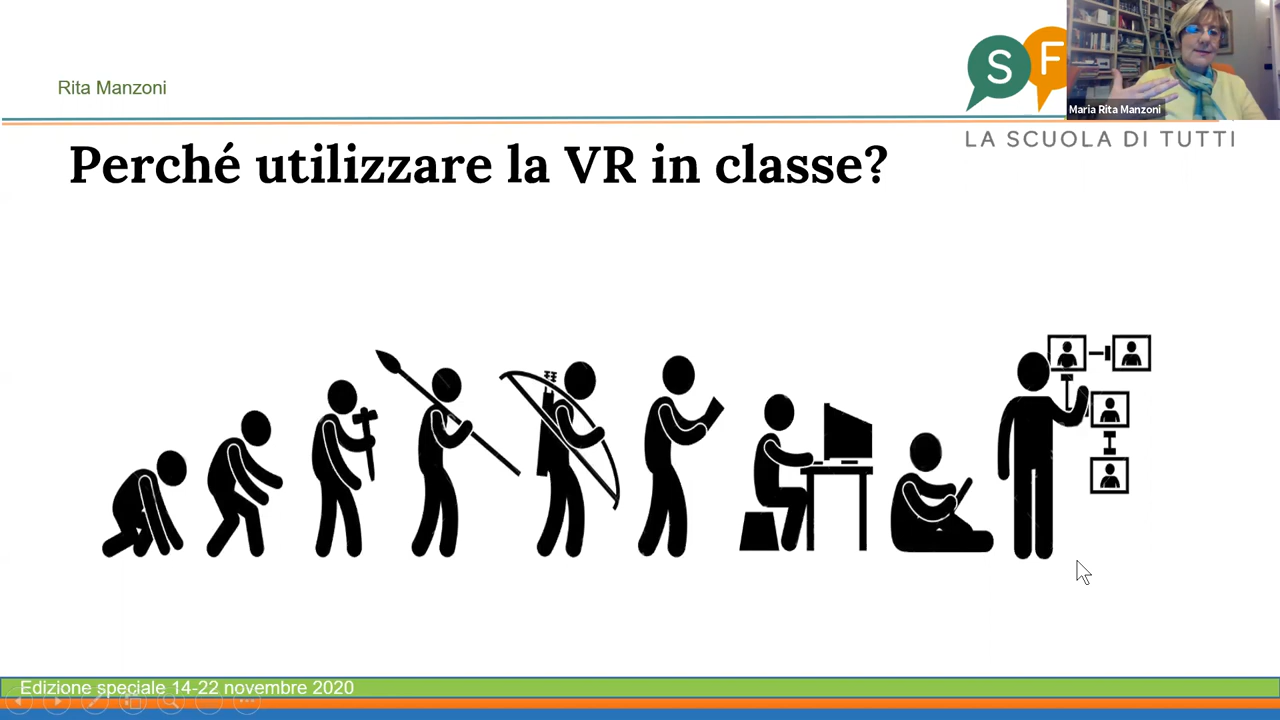 Rita Manzoni
S F
Maria Rita Manzoni
LA SCUOLA DI TUTTI
Perché utilizzare la VR in classe?
Edizione speciale 14-22 novembre 2020